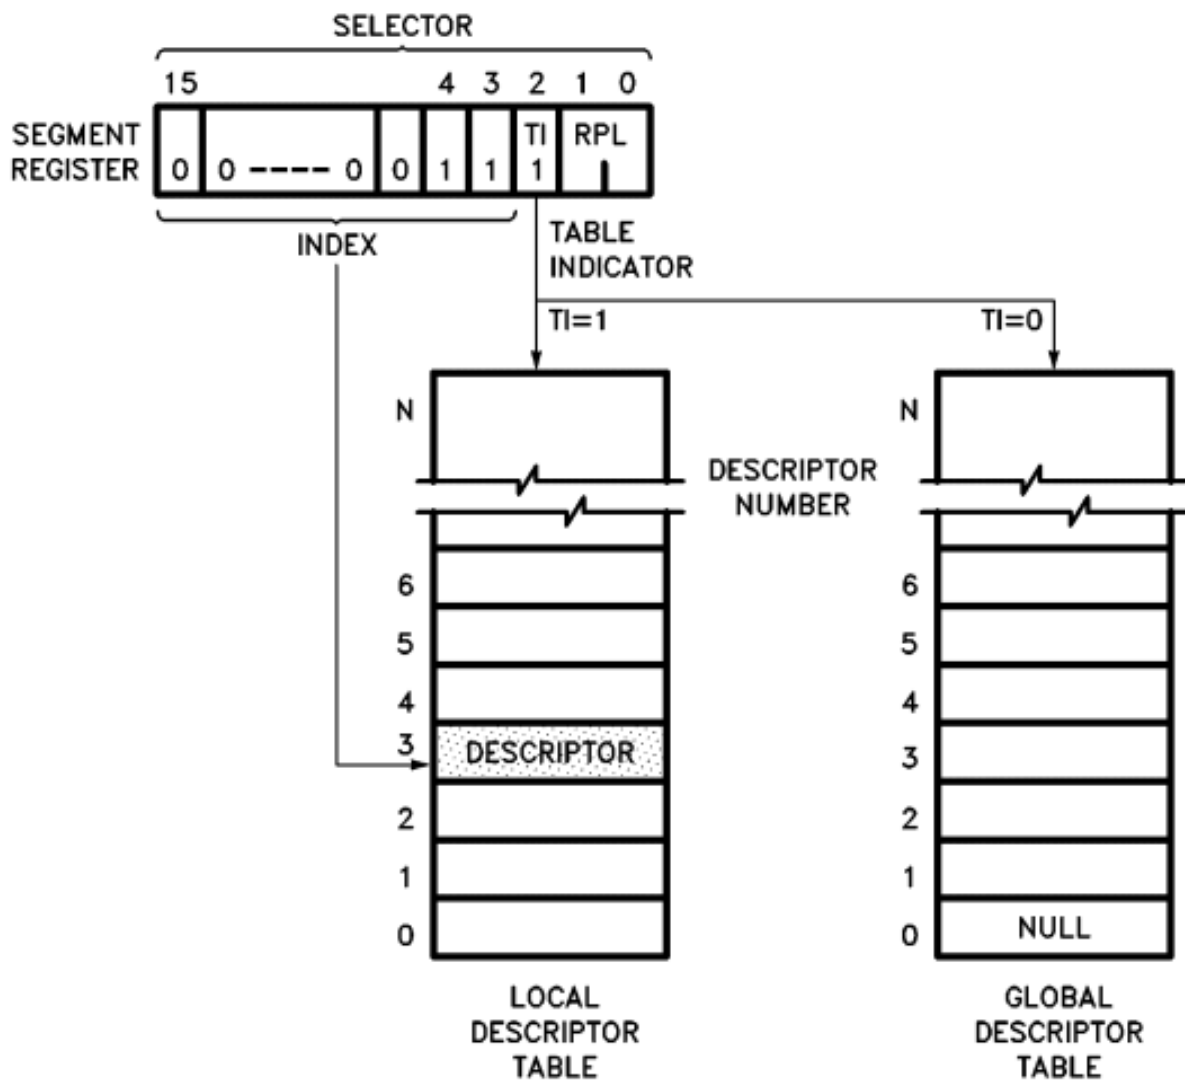 SELECTOR
15 4 3 2 1 0
SEGMENT
REGISTER
TI RPL
0 0 ---- 0 0 1 1 1
INDEX
TABLE
INDICATOR
TI=1
TI=0
N
N
DESCRIPTOR
NUMBER
6
5
4
3
DESCRIPTOR
2
1
0
6
5
4
3
2
1
0
NULL
LOCAL
DESCRIPTOR
TABLE
GLOBAL
DESCRIPTOR
TABLE